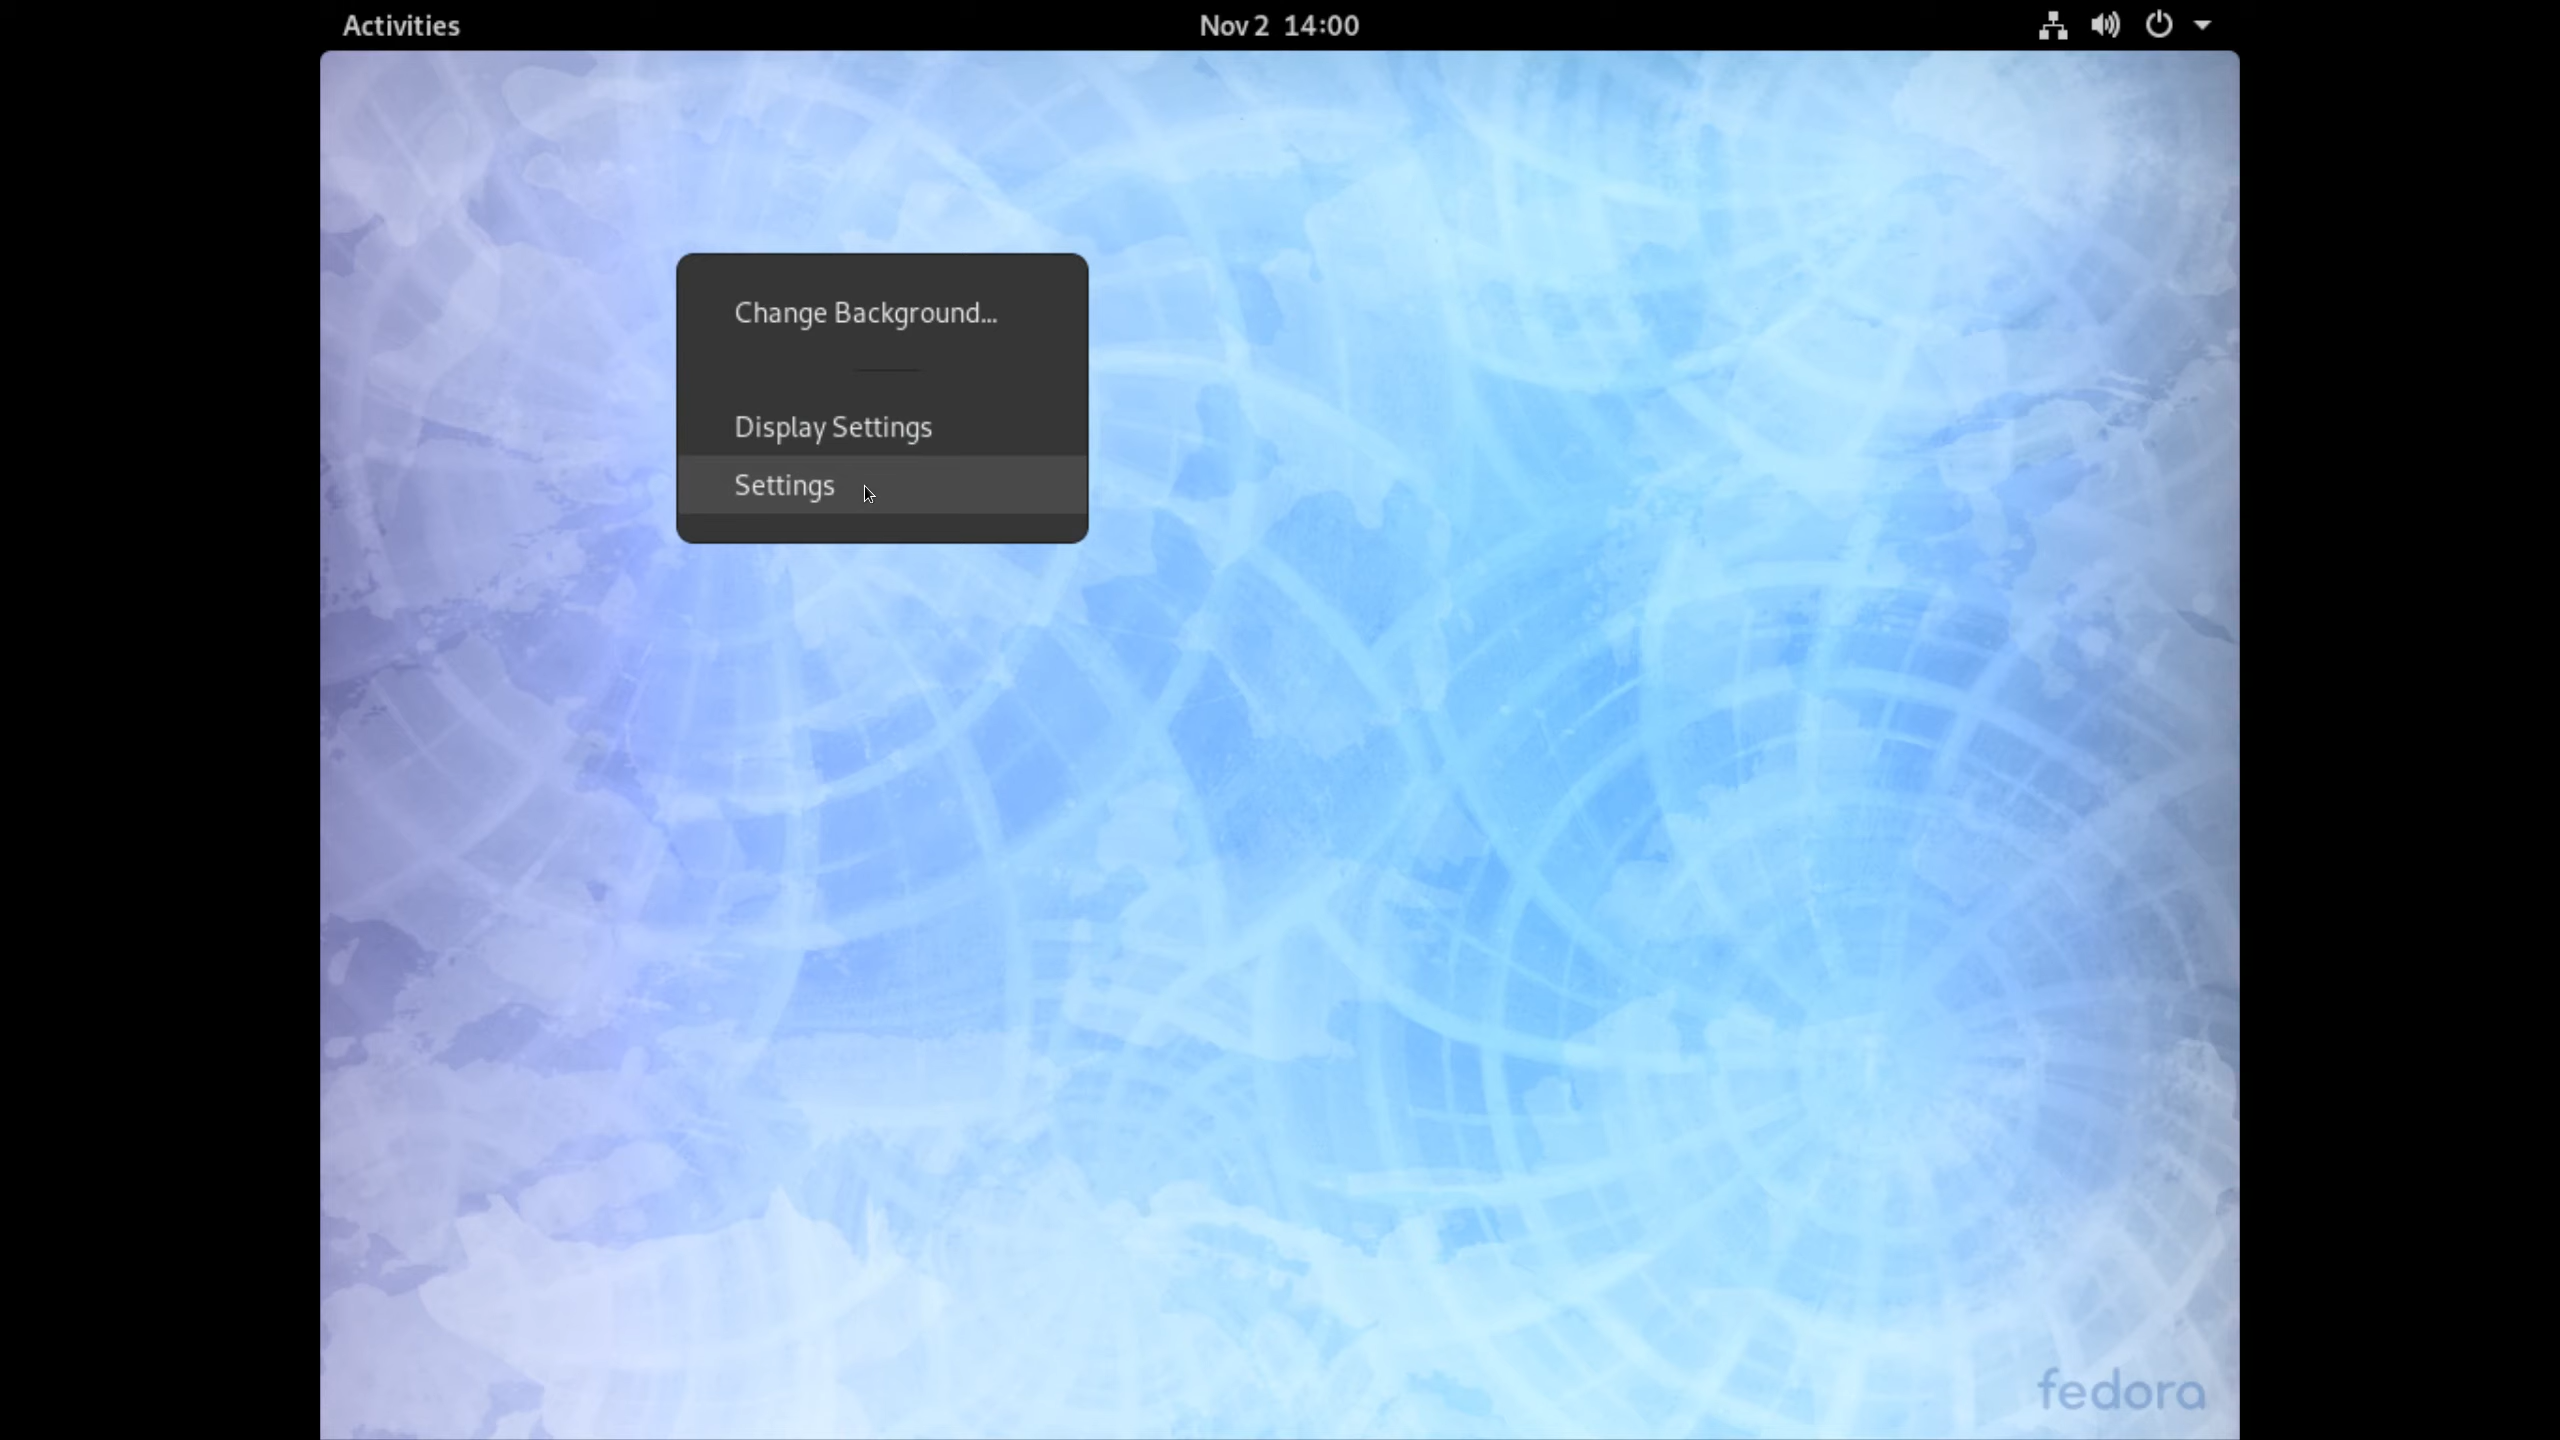 Activities
Nov 2 14:00
Change Background...
Display Settings
Settings
fedora